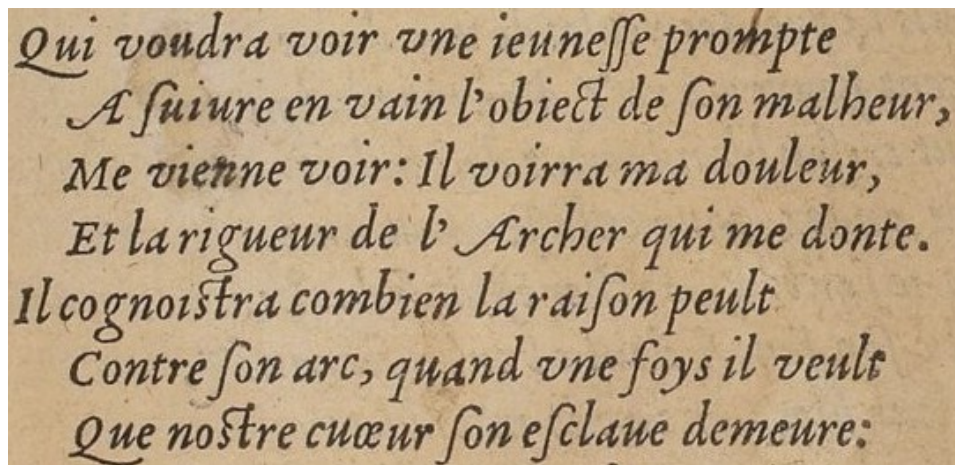 Qui voudra voir vne ieuneſſe prompte
A ſuiure en vain l'obiect de ſon malheur,
Me vienne voir: Il voirra ma douleur,
Et la rigueur de l'Archer qui me donte.
Il cognoiſtra combien la raiſon peult
Contre ſon arc, quand vne foys il veult
Que noſtre cuœur ſon eſclaue demeure: